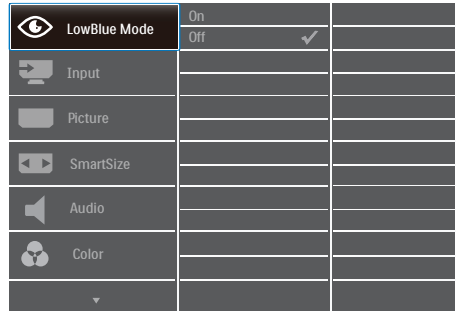 LowBlue Mode
On
Off
Input
Picture
SmartSize
Audio
Color